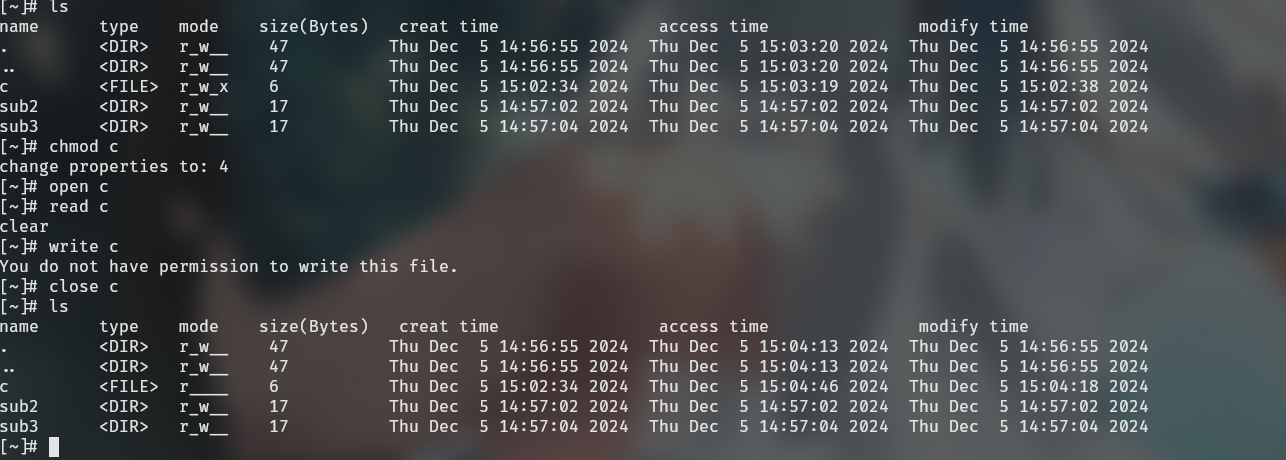 [~]# ls
name      type    mode    size(Bytes)   creat time                access time               modify time
.         <DIR>   r_w__    47          Thu Dec  5 14:56:55 2024  Thu Dec  5 15:03:20 2024  Thu Dec  5 14:56:55 2024
..        <DIR>   r_w__    47          Thu Dec  5 14:56:55 2024  Thu Dec  5 15:03:20 2024  Thu Dec  5 14:56:55 2024
c         <FILE>  r_w_x    6           Thu Dec  5 15:02:34 2024  Thu Dec  5 15:03:19 2024  Thu Dec  5 15:02:38 2024
sub2      <DIR>   r_w__    17          Thu Dec  5 14:57:02 2024  Thu Dec  5 14:57:02 2024  Thu Dec  5 14:57:02 2024
sub3      <DIR>   r_w__    17          Thu Dec  5 14:57:04 2024  Thu Dec  5 14:57:04 2024  Thu Dec  5 14:57:04 2024
[~]# chmod c
change properties to: 4
[~]# open c
[~]# read c
clear
[~]# write c
You do not have permission to write this file.
[~]# close c
[~]# ls
name      type    mode    size(Bytes)   creat time                access time               modify time
.         <DIR>   r_w__    47          Thu Dec  5 14:56:55 2024  Thu Dec  5 15:04:13 2024  Thu Dec  5 14:56:55 2024
..        <DIR>   r_w__    47          Thu Dec  5 14:56:55 2024  Thu Dec  5 15:04:13 2024  Thu Dec  5 14:56:55 2024
c         <FILE>  r____    6           Thu Dec  5 15:02:34 2024  Thu Dec  5 15:04:46 2024  Thu Dec  5 15:04:18 2024
sub2      <DIR>   r_w__    17          Thu Dec  5 14:57:02 2024  Thu Dec  5 14:57:02 2024  Thu Dec  5 14:57:02 2024
sub3      <DIR>   r_w__    17          Thu Dec  5 14:57:04 2024  Thu Dec  5 14:57:04 2024  Thu Dec  5 14:57:04 2024
[~]#